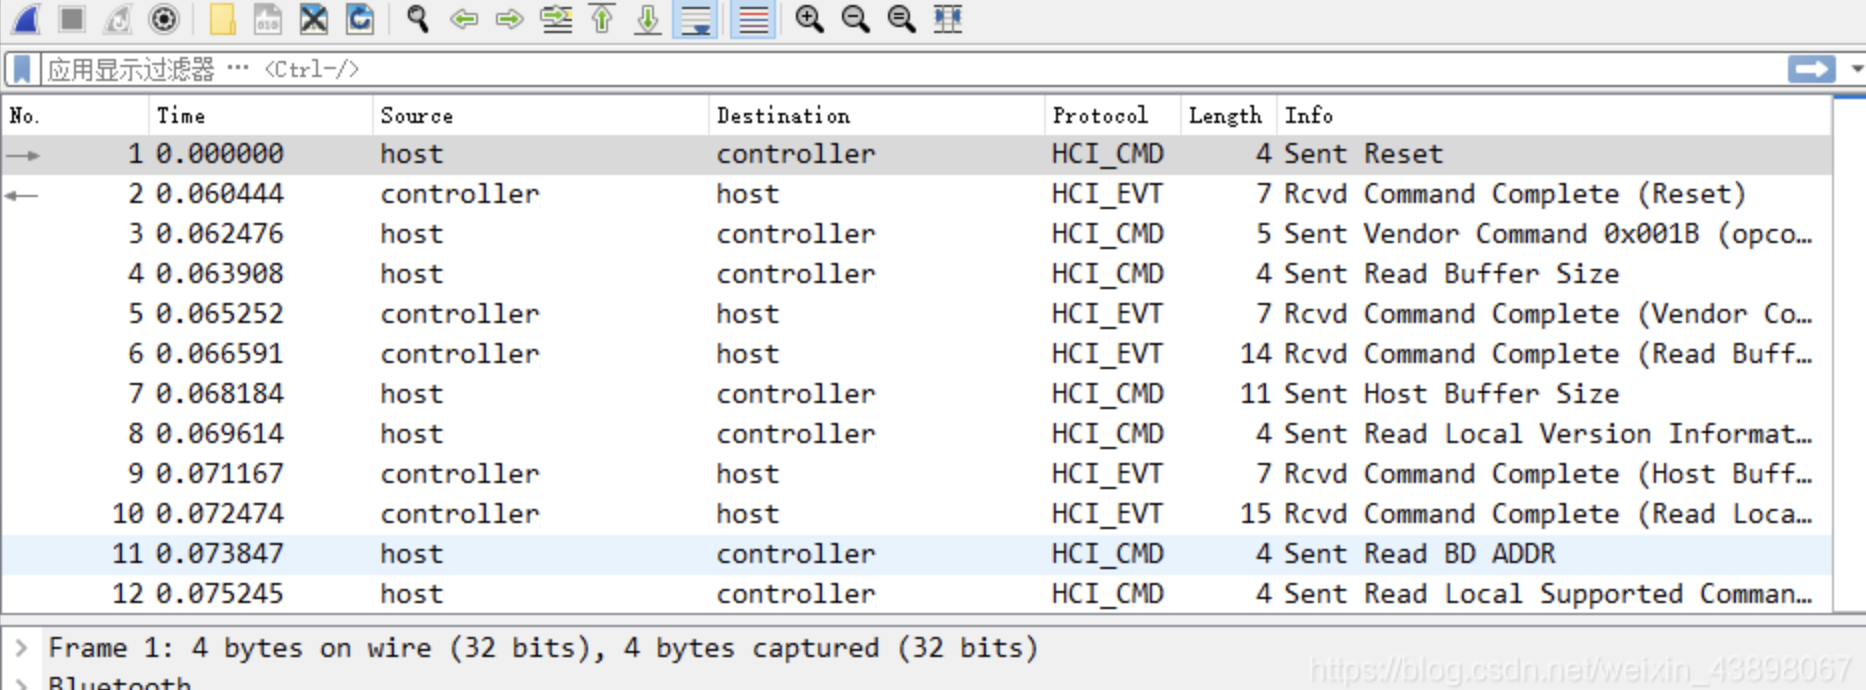 应用显示过滤器 … <Ctrl-/>
No. Time Source Destination Protocol Length Info
1 0.000000 host controller HCI_CMD 4 Sent Reset
2 0.060444 controller host HCI_EVT 7 Rcvd Command Complete (Reset)
3 0.062476 host controller HCI_CMD 5 Sent Vendor Command 0x001B (opco…
4 0.063908 host controller HCI_CMD 4 Sent Read Buffer Size
5 0.065252 controller host HCI_EVT 7 Rcvd Command Complete (Vendor Co…
6 0.066591 controller host HCI_EVT 14 Rcvd Command Complete (Read Buff…
7 0.068184 host controller HCI_CMD 11 Sent Host Buffer Size
8 0.069614 host controller HCI_CMD 4 Sent Read Local Version Informat…
9 0.071167 controller host HCI_EVT 7 Rcvd Command Complete (Host Buff…
10 0.072474 controller host HCI_EVT 15 Rcvd Command Complete (Read Loca…
11 0.073847 host controller HCI_CMD 4 Sent Read BD ADDR
12 0.075245 host controller HCI_CMD 4 Sent Read Local Supported Comman…
Frame 1: 4 bytes on wire (32 bits), 4 bytes captured (32 bits)
Bluetooth
https://blog.csdn.net/weixin_43898067